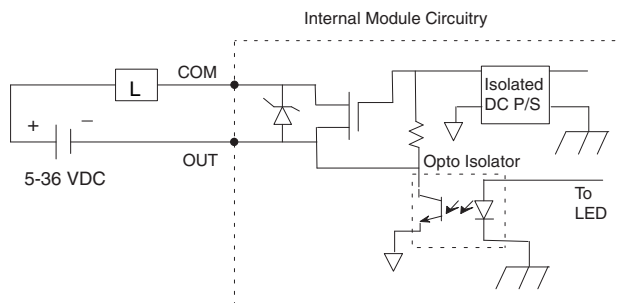 Internal Module Circuitry
COM
L
Isolated
DC P/S
+
–
OUT
Opto Isolator
5-36 VDC
To
LED